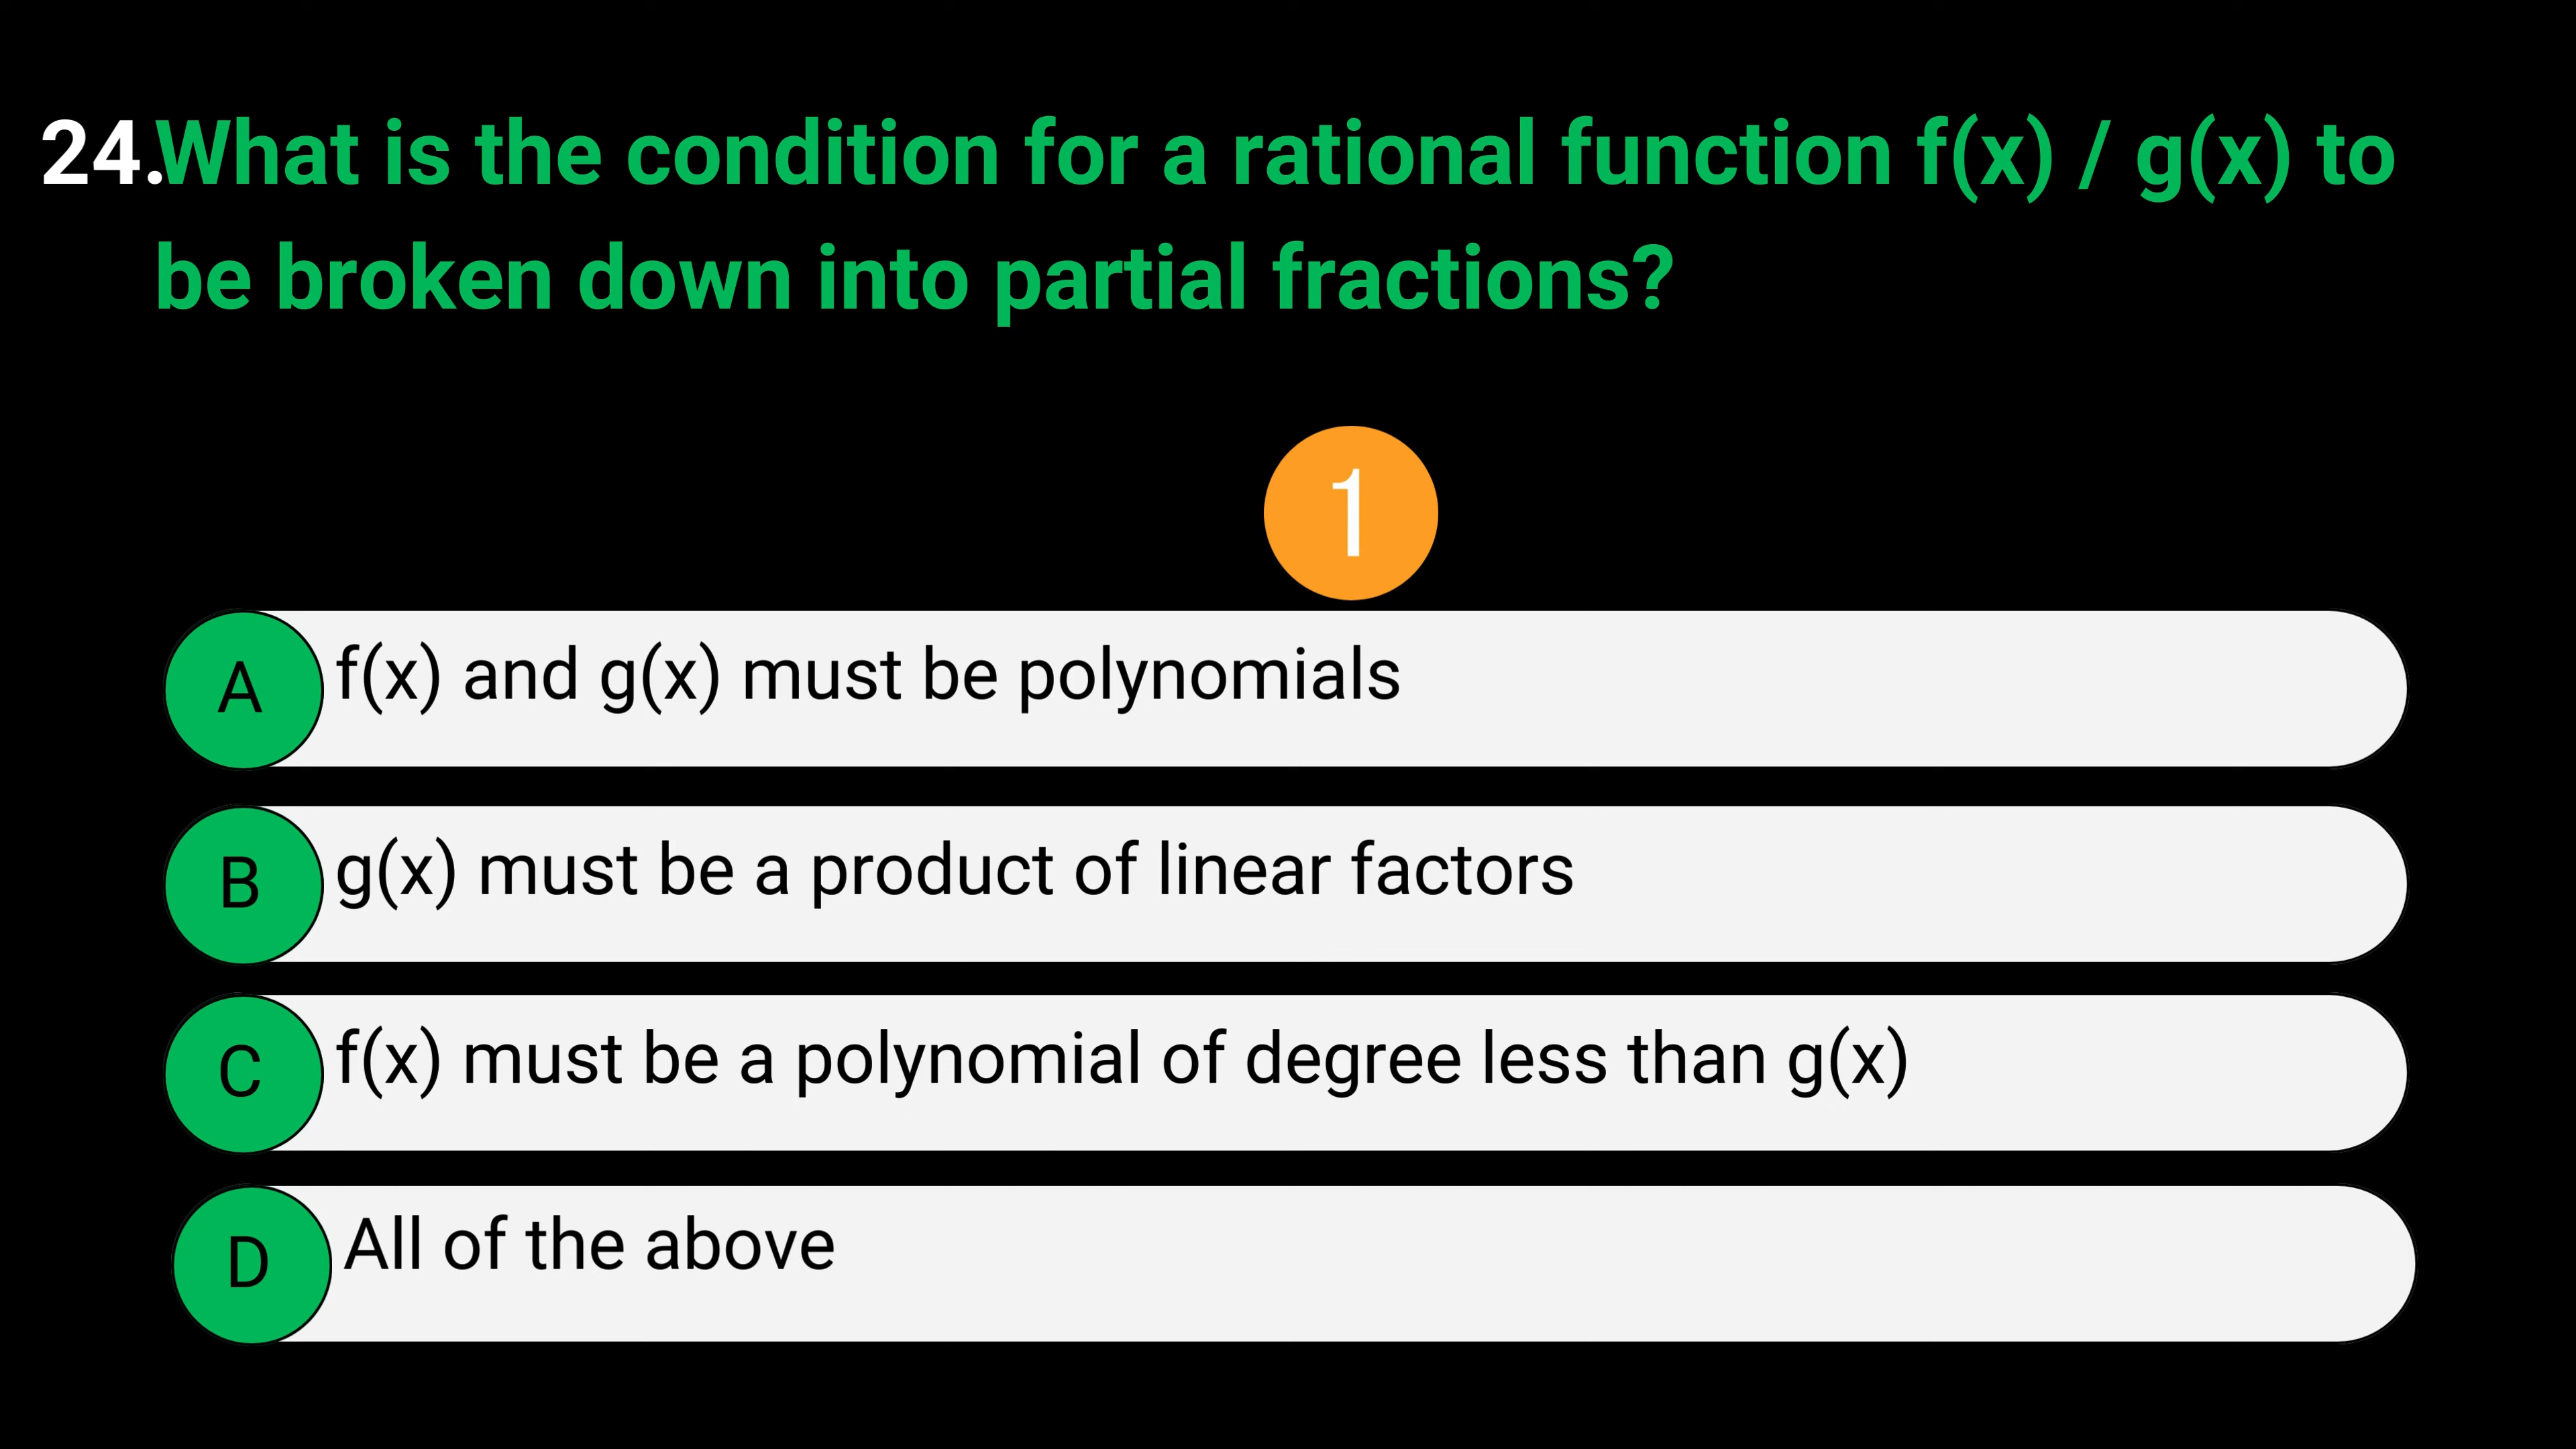 24.What is the condition for a rational function f(x) / g(x) to
be broken down into partial fractions?
1
A f(x) and g(x) must be polynomials
B g(x) must be a product of linear factors
C f(x) must be a polynomial of degree less than g(x)
D All of the above